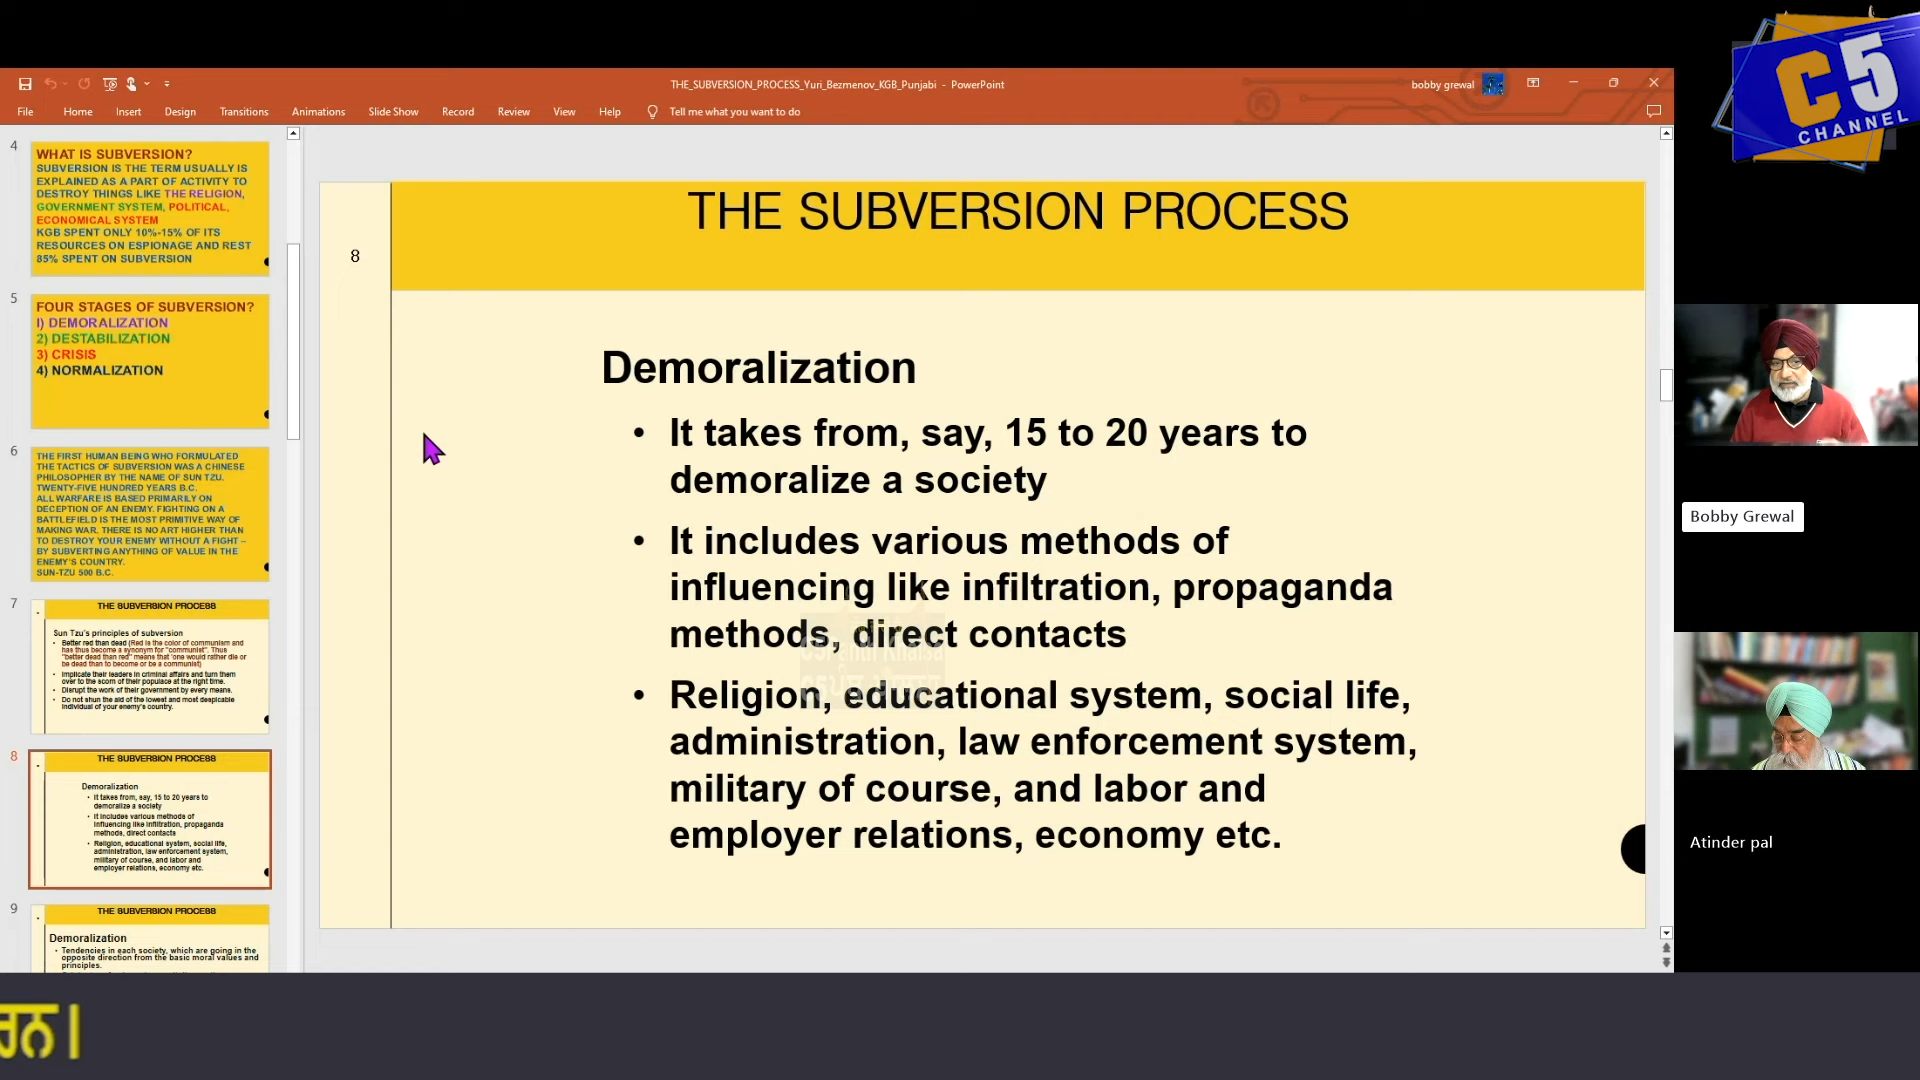 THE_SUBVERSION_PROCESS_Yuri_Bezmenov_KGB_Punjabi - PowerPoint
bobby grewal
File Home Insert Design Transitions Animations Slide Show Record Review View Help Tell me what you want to do
C5
CHANNEL
4
WHAT IS SUBVERSION?
SUBVERSION IS THE TERM USUALLY IS
EXPLAINED AS A PART OF ACTIVITY TO
DESTROY THINGS LIKE THE RELIGION,
GOVERNMENT SYSTEM, POLITICAL,
ECONOMICAL SYSTEM
KGB SPENT ONLY 10%-15% OF ITS
RESOURCES ON ESPIONAGE AND REST
85% SPENT ON SUBVERSION
5
FOUR STAGES OF SUBVERSION?
1) DEMORALIZATION
2) DESTABILIZATION
3) CRISIS
4) NORMALIZATION
6
THE FIRST HUMAN BEING WHO FORMULATED
THE TACTICS OF SUBVERSION WAS A CHINESE
PHILOSOPHER BY THE NAME OF SUN TZU.
TWENTY-FIVE HUNDRED YEARS B.C.
ALL WARFARE IS BASED PRIMARILY ON
DECEPTION OF AN ENEMY. FIGHTING ON A
BATTLEFIELD IS THE MOST PRIMITIVE WAY OF
MAKING WAR. THERE IS NO ART HIGHER THAN
TO DESTROY YOUR ENEMY WITHOUT A FIGHT –
BY SUBVERTING ANYTHING OF VALUE IN THE
ENEMY'S COUNTRY.
SUN-TZU 500 B.C.
7
THE SUBVERSION PROCESS
Sun Tzu's principles of subversion
• Better red than dead (Red is the color of communism and
has thus become a synonym for "communist". Thus
"better dead than red" means that 'one would rather die or
be dead than to become or be a communist)
• Implicate their leaders in criminal affairs and turn them
over to the scorn of their populace at the right time.
• Disrupt the work of their government by every means.
• Do not shun the aid of the lowest and most despicable
individual of your enemy's country.
8
THE SUBVERSION PROCESS
Demoralization
• It takes from, say, 15 to 20 years to
demoralize a society
• It includes various methods of
influencing like infiltration, propaganda
methods, direct contacts
• Religion, educational system, social life,
administration, law enforcement system,
military of course, and labor and
employer relations, economy etc.
9
THE SUBVERSION PROCESS
Demoralization
• Tendencies in each society, which are going in the
opposite direction from the basic moral values and
principles.
THE SUBVERSION PROCESS
8
Demoralization
• It takes from, say, 15 to 20 years to
demoralize a society
• It includes various methods of
influencing like infiltration, propaganda
methods, direct contacts
• Religion, educational system, social life,
administration, law enforcement system,
military of course, and labor and
employer relations, economy etc.
Bobby Grewal
Atinder pal
ਰਨ।